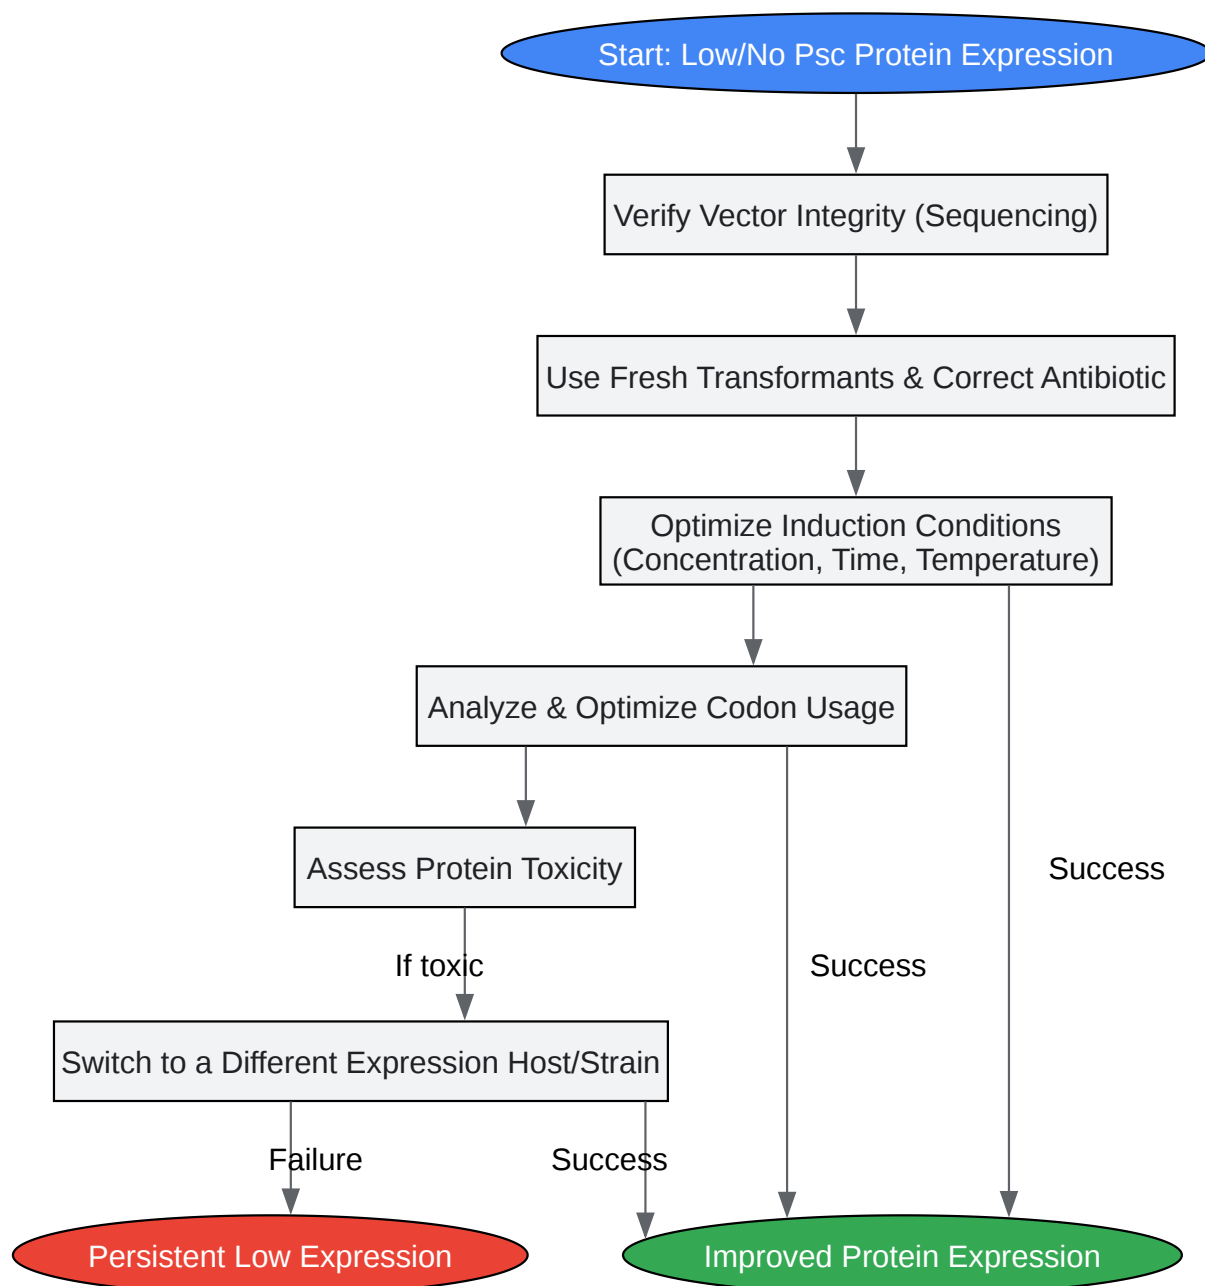 Start: Low/No Psc Protein Expression
Verify Vector Integrity (Sequencing)
Use Fresh Transformants & Correct Antibiotic
Optimize Induction Conditions
(Concentration, Time, Temperature)
Analyze & Optimize Codon Usage
Assess Protein Toxicity
Success
If toxic
Success
Switch to a Different Expression Host/Strain
Failure
Success
Persistent Low Expression
Improved Protein Expression